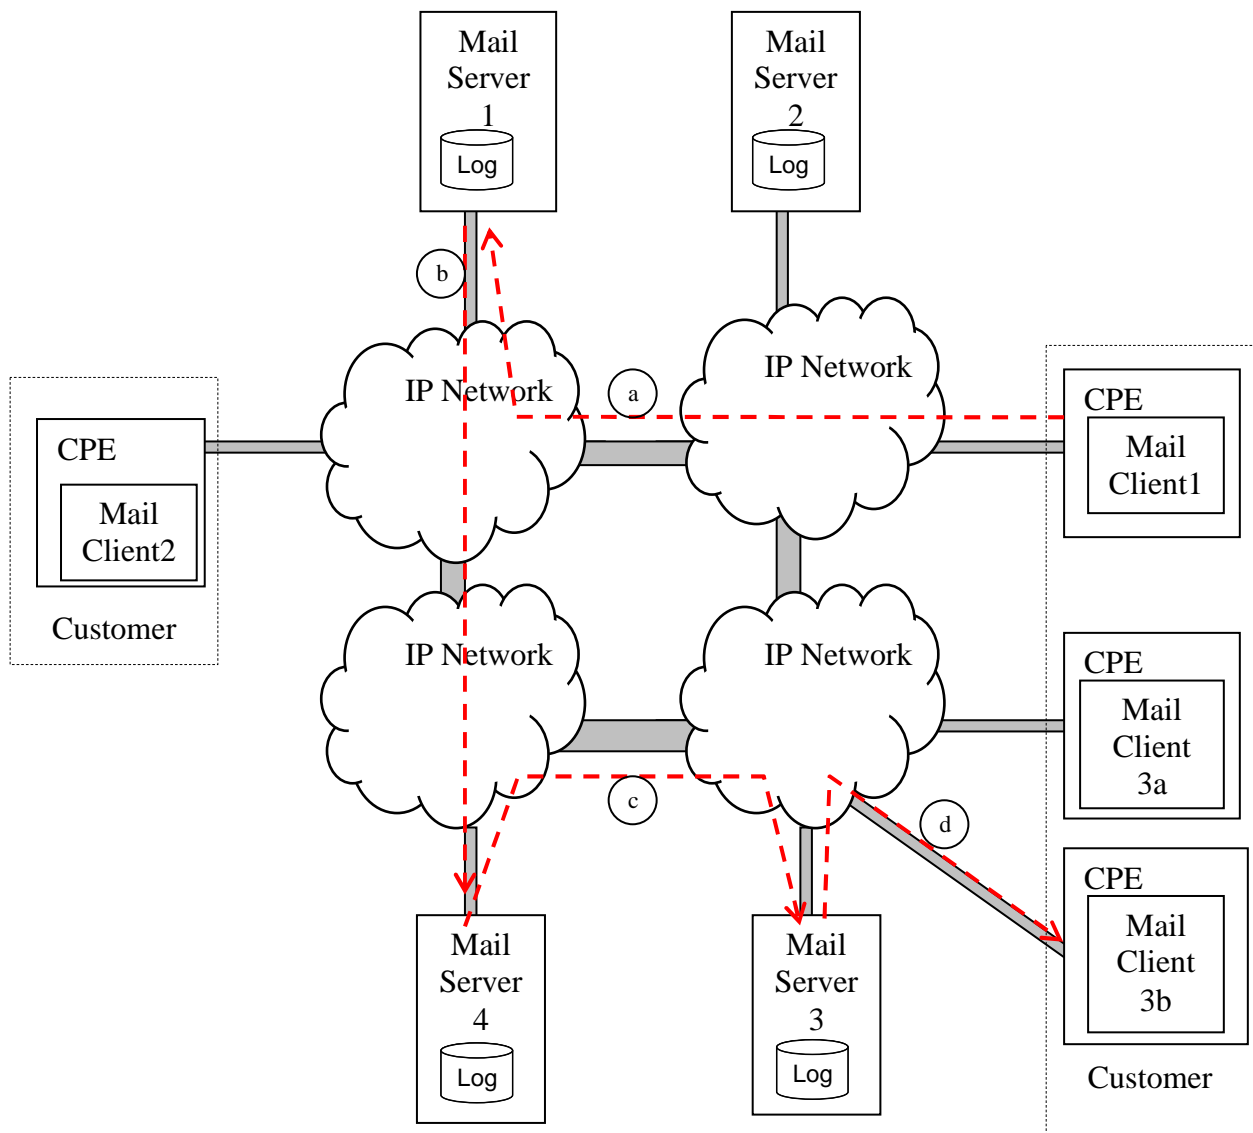 Mail
Server
1
Log
Mail
Server
2
Log
b
IP Network
IP Network
a
CPE
Mail
Client1
CPE
Mail
Client2
Customer
IP Network
IP Network
CPE
Mail
Client
3a
c
d
CPE
Mail
Client
3b
Customer
Mail
Server
4
Log
Mail
Server
3
Log